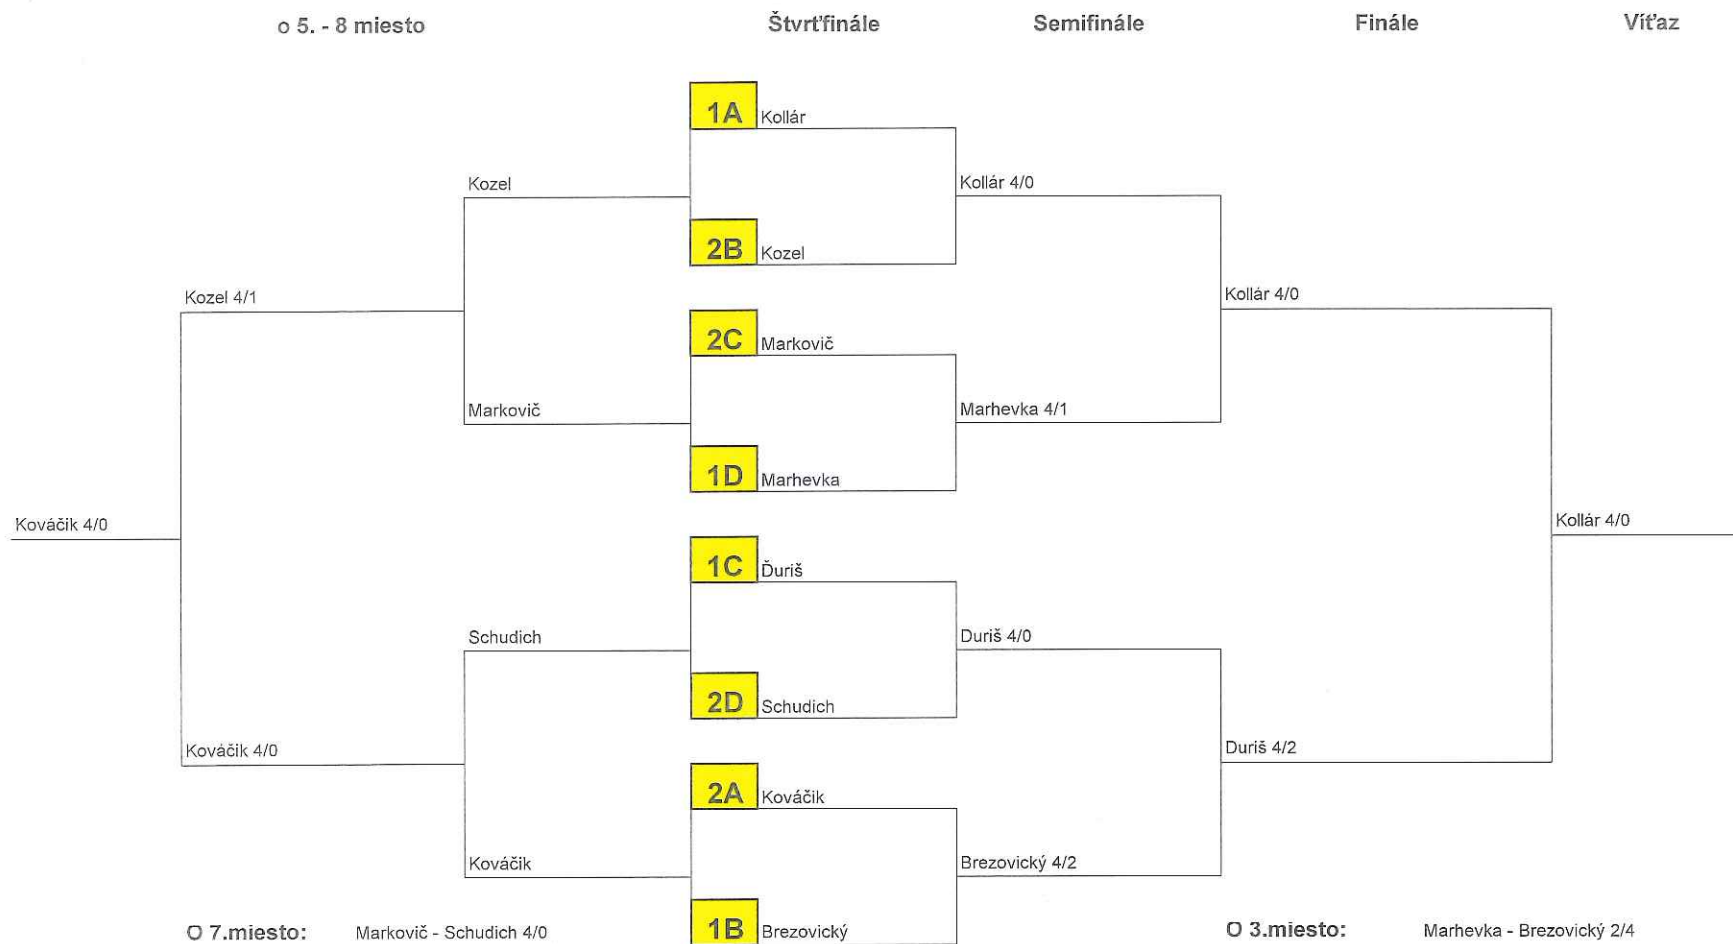 o 5. - 8 miesto Štvrťfinále Semifinále Finále Víťaz
1A Kollár
Kozel Kollár 4/0
2B Kozel
Kozel 4/1 Kollár 4/0
2C Markovič
Markovič Marhevka 4/1
1D Marhevka
Kováčik 4/0 Kollár 4/0
1C Ďuriš
Schudich Duriš 4/0
2D Schudich
Kováčik 4/0 Duriš 4/2
2A Kováčik
Kováčik Brezovický 4/2
O 7.miesto: Markovič - Schudich 4/0 1B Brezovický O 3.miesto: Marhevka - Brezovický 2/4